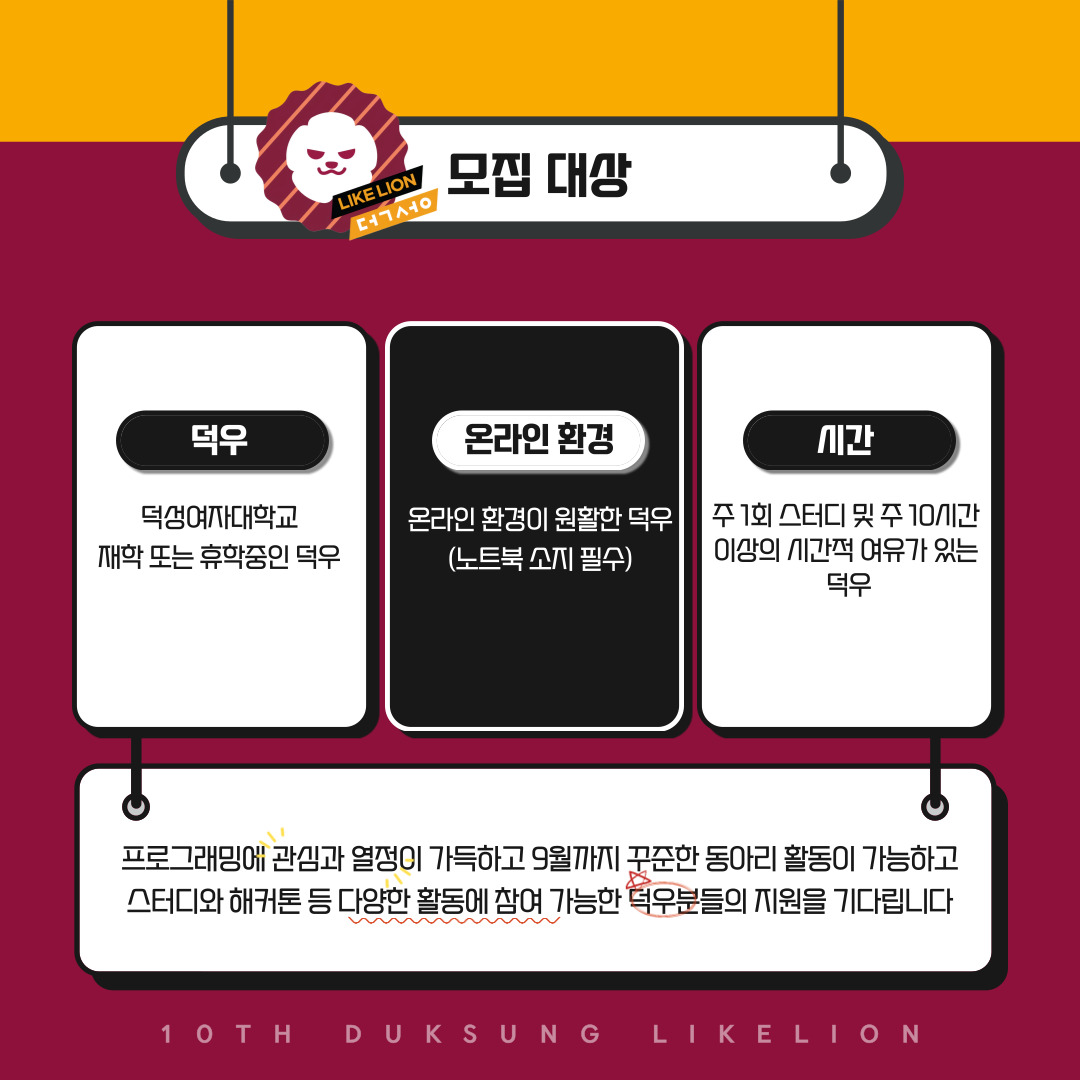 모집 대상
LIKE LION
덕성
덕우
덕성여자대학교
재학 또는 휴학중인 덕우
온라인 환경
온라인 환경이 원활한 덕우
(노트북 소지 필수)
시간
주 1회 스터디 및 주 10시간
이상의 시간적 여유가 있는
덕우
프로그래밍에 관심과 열정이 가득하고 9월까지 꾸준한 동아리 활동이 가능하고
스터디와 해커톤 등 다양한 활동에 참여 가능한 덕우분들의 지원을 기다립니다
10TH DUKSUNG LIKELION